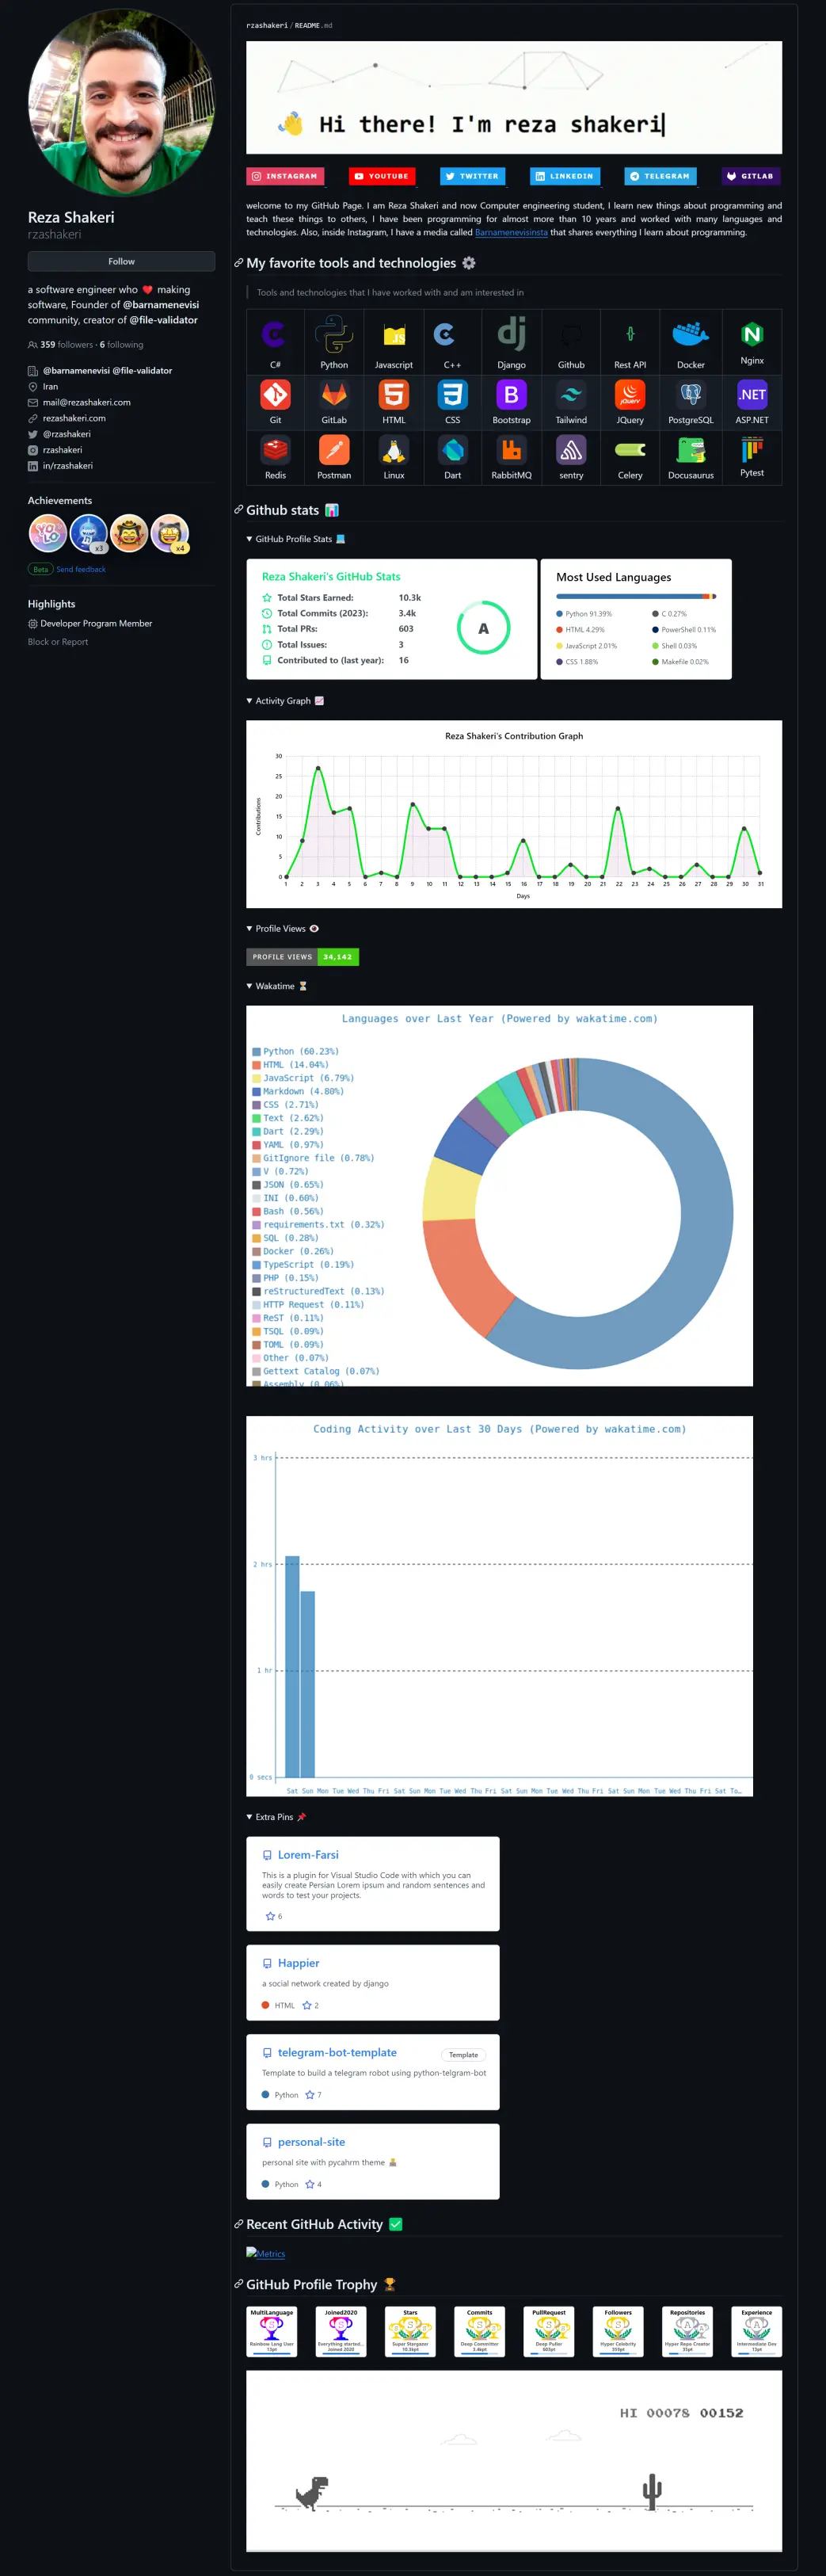 Reza Shakeri
rzashakeri
Follow
a software engineer who ❤️ making
software, Founder of @barnamenevisi
community, creator of @file-validator
359 followers · 6 following
@barnamenevisi @file-validator
Iran
mail@rezashakeri.com
rezashakeri.com
@rzashakeri
rzashakeri
in/rzashakeri
Achievements
YOLO
x3
x4
Beta Send feedback
Highlights
Developer Program Member
Block or Report
rzashakeri / README.md
👋 Hi there! I'm reza shakeri
INSTAGRAM YOUTUBE TWITTER LINKEDIN TELEGRAM GITLAB
welcome to my GitHub Page. I am Reza Shakeri and now Computer engineering student, I learn new things about programming and
teach these things to others, I have been programming for almost more than 10 years and worked with many languages and
technologies. Also, inside Instagram, I have a media called Barnamenevisinsta that shares everything I learn about programming.
My favorite tools and technologies ⚙️
Tools and technologies that I have worked with and am interested in
JS dj
C# Python Javascript C++ Django Github Rest API Docker Nginx
B jQuery .NET
Git GitLab HTML CSS Bootstrap Tailwind JQuery PostgreSQL ASP.NET
Redis Postman Linux Dart RabbitMQ sentry Celery Docusaurus Pytest
Github stats 📊
GitHub Profile Stats
Reza Shakeri's GitHub Stats
Total Stars Earned: 10.3k
Total Commits (2023): 3.4k
Total PRs: 603
Total Issues: 3
Contributed to (last year): 16
A
Most Used Languages
Python 91.39% C 0.27%
HTML 4.29% PowerShell 0.11%
JavaScript 2.01% Shell 0.03%
CSS 1.88% Makefile 0.02%
Activity Graph 📈
Reza Shakeri's Contribution Graph
Contributions
30
25
20
15
10
5
0
1 2 3 4 5 6 7 8 9 10 11 12 13 14 15 16 17 18 19 20 21 22 23 24 25 26 27 28 29 30 31
Days
Profile Views 👁️
PROFILE VIEWS 34,142
Wakatime ⏳
Languages over Last Year (Powered by wakatime.com)
Python (60.23%)
HTML (14.04%)
JavaScript (6.79%)
Markdown (4.80%)
CSS (2.71%)
Text (2.62%)
Dart (2.29%)
YAML (0.97%)
GitIgnore file (0.78%)
V (0.72%)
JSON (0.65%)
INI (0.60%)
Bash (0.56%)
requirements.txt (0.32%)
SQL (0.28%)
Docker (0.26%)
TypeScript (0.19%)
PHP (0.15%)
reStructuredText (0.13%)
HTTP Request (0.11%)
ReST (0.11%)
TSQL (0.09%)
TOML (0.09%)
Other (0.07%)
Gettext Catalog (0.07%)
Assembly (0.06%)
Coding Activity over Last 30 Days (Powered by wakatime.com)
3 hrs
2 hrs
1 hr
0 secs
Sat Sun Mon Tue Wed Thu Fri Sat Sun Mon Tue Wed Thu Fri Sat Sun Mon Tue Wed Thu Fri Sat Sun Mon Tue Wed Thu Fri Sat To…
Extra Pins 📌
Lorem-Farsi
This is a plugin for Visual Studio Code with which you can
easily create Persian Lorem ipsum and random sentences and
words to test your projects.
6
Happier
a social network created by django
HTML 2
telegram-bot-template Template
Template to build a telegram robot using python-telgram-bot
Python 7
personal-site
personal site with pycahrm theme
Python 4
Recent GitHub Activity ✅
Metrics
GitHub Profile Trophy 🏆
MultiLanguage Joined2020 Stars Commits PullRequest Followers Repositories Experience
S S S S A A
Rainbow Lang User Everything started... Super Stargazer Deep Committer Deep Puller Hyper Celebrity Hyper Repo Creator Intermediate Dev
Joined 2020 10.3kpt 3.4kpt 603pt 359pt
HI 00078 00152